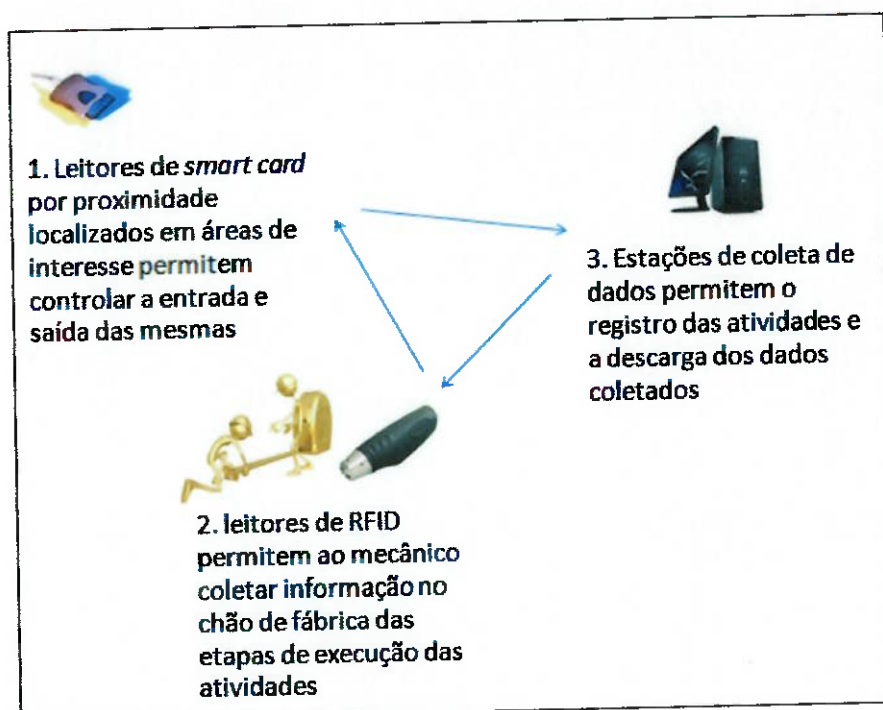 1. Leitores de smart card
por proximidade
localizados em áreas de
interesse permitem
controlar a entrada e
saída das mesmas
3. Estações de coleta de
dados permitem o
registro das atividades e
a descarga dos dados
coletados
2. leitores de RFID
permitem ao mecânico
coletar informação no
chão de fábrica das
etapas de execução das
atividades